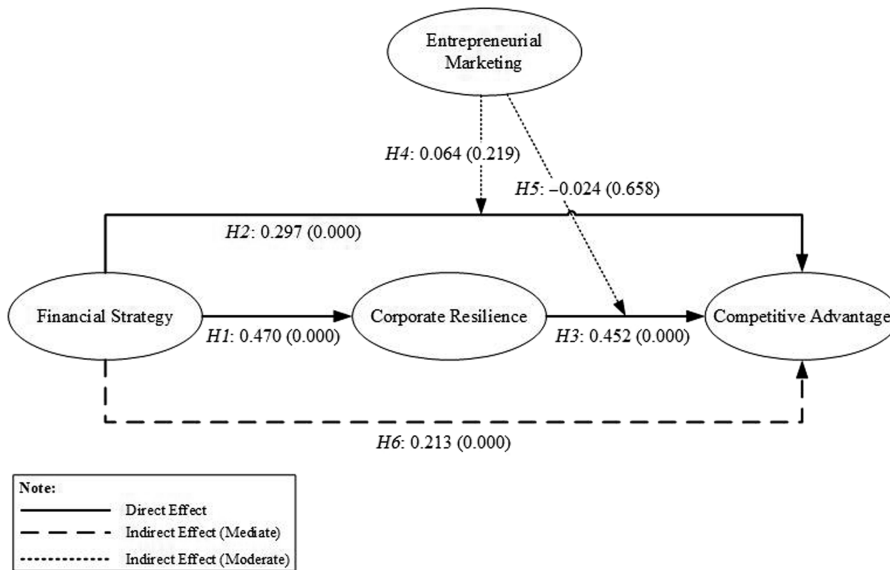 Entrepreneurial
Marketing
H4: 0.064 (0.219)
H5: –0.024 (0.658)
H2: 0.297 (0.000)
Financial Strategy
Corporate Resilience
Competitive Advantage
H1: 0.470 (0.000)
H3: 0.452 (0.000)
H6: 0.213 (0.000)
Note:
Direct Effect
Indirect Effect (Mediate)
Indirect Effect (Moderate)